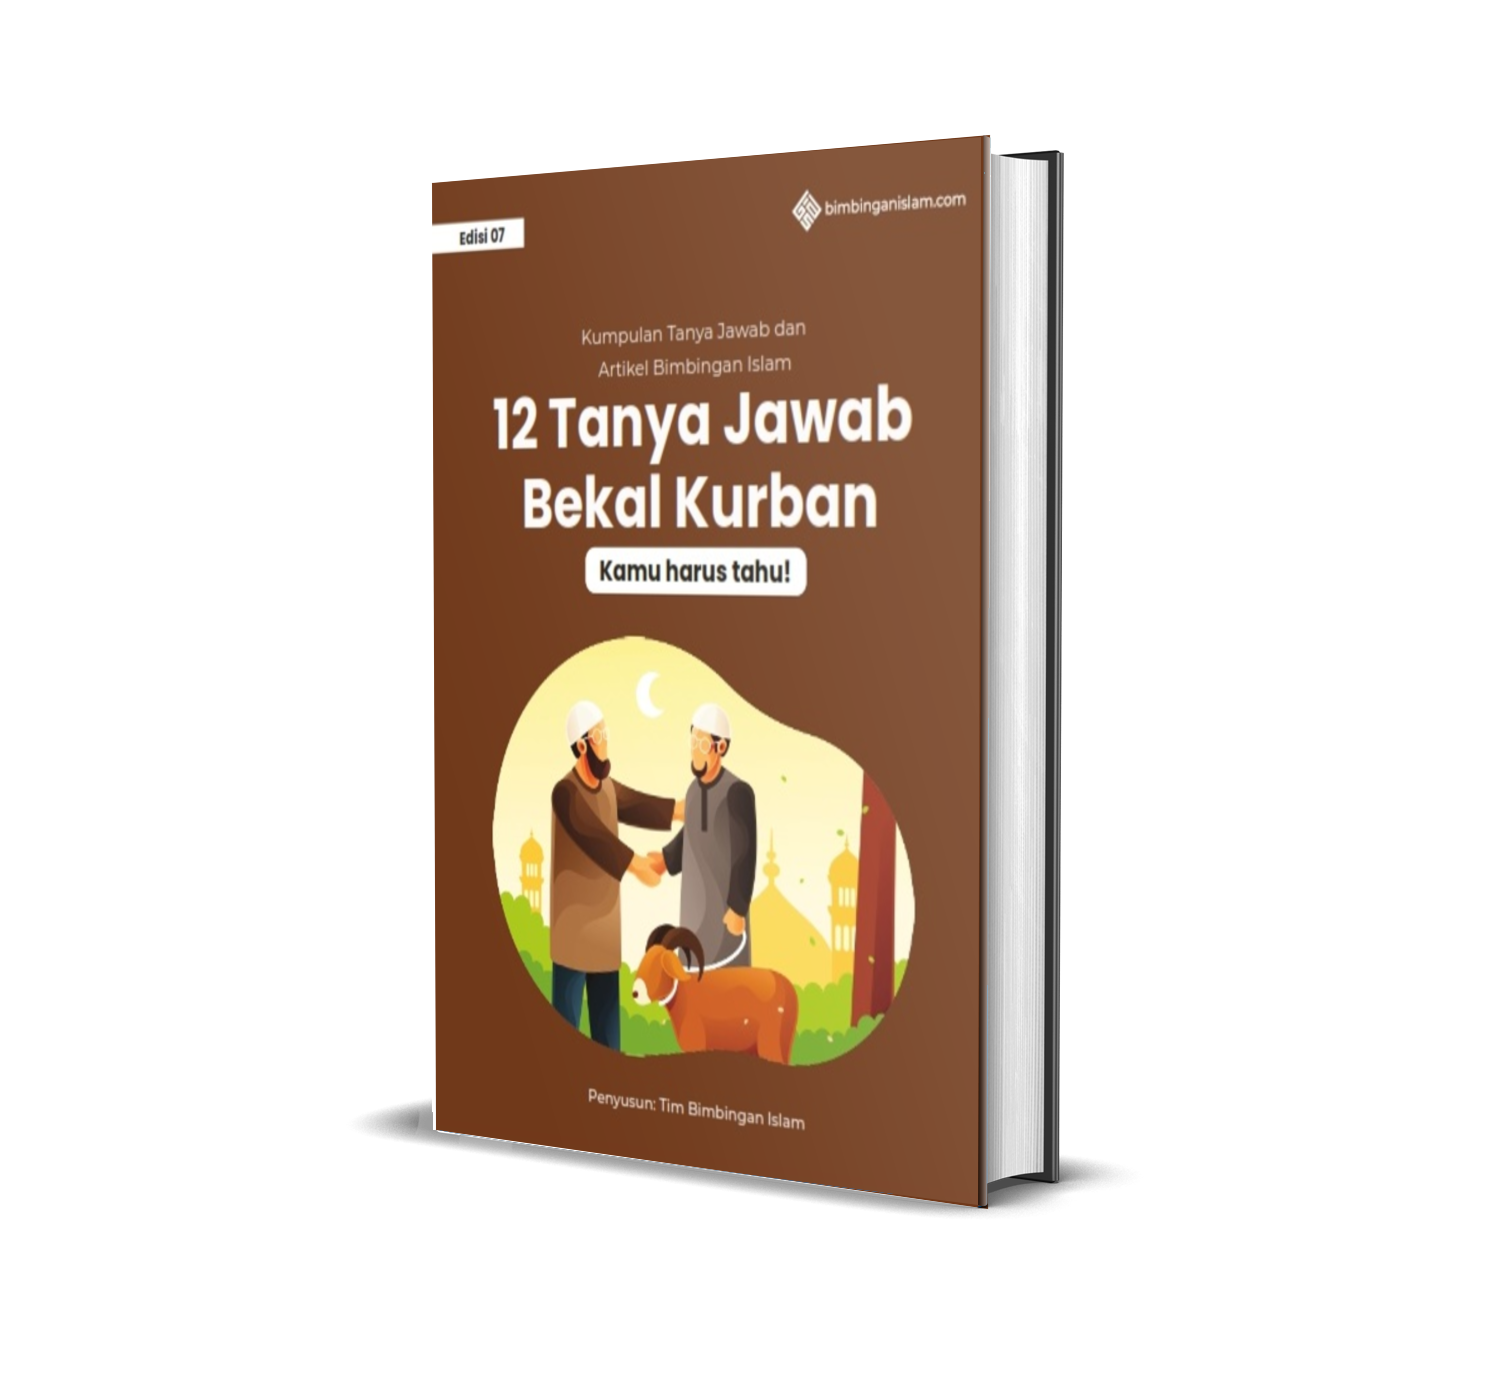 Edisi 07
bimbinganislam.com
Kumpulan Tanya Jawab dan
Artikel Bimbingan Islam
12 Tanya Jawab
Bekal Kurban
Kamu harus tahu!
Penyusun: Tim Bimbingan Islam